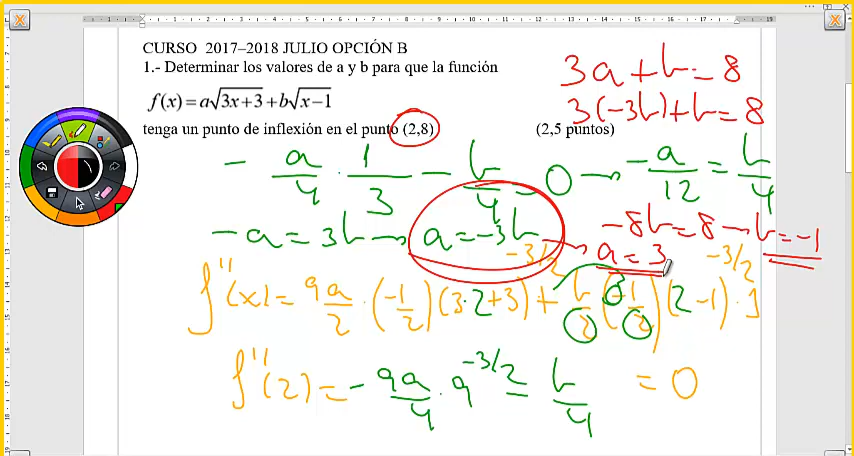 CURSO 2017–2018 JULIO OPCIÓN B
1.- Determinar los valores de a y b para que la función
f(x) = a√(3x+3) + b√(x−1)
tenga un punto de inflexión en el punto (2,8) (2,5 puntos)
3a + b = 8
3(-3b) + b = 8
- a/4 · 1/3 - b/4 = 0 → -a/12 = b/4
-a = 3b → a = -3b
-8b = 8 → b = -1
a = 3
f''(x) = 9a/2 · (-1/2)(3·2+3)^(-3/2) + b/2 (-1/2)(2-1)^(-3/2) · 1
f''(2) = - 9a/4 · 9^(-3/2) - b/4 = 0